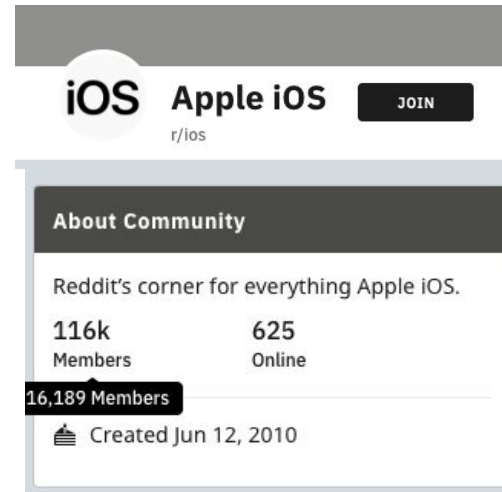 iOS
Apple iOS
JOIN
r/ios
About Community
Reddit's corner for everything Apple iOS.
116k 625
Members Online
16,189 Members
Created Jun 12, 2010